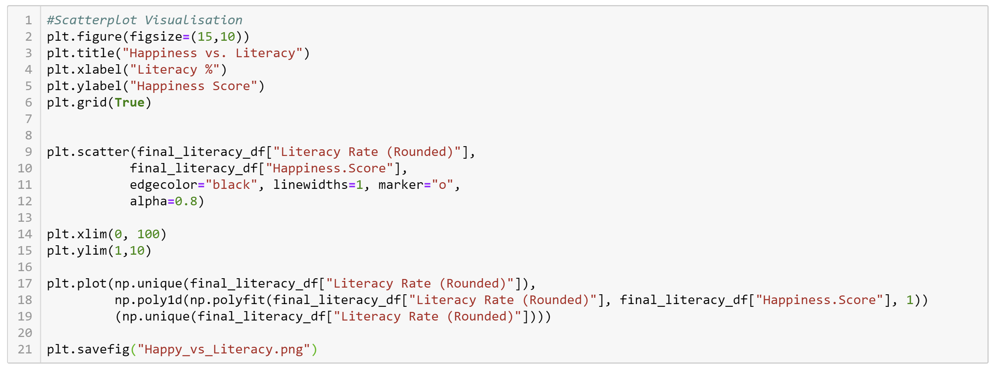 1 #Scatterplot Visualisation
2 plt.figure(figsize=(15,10))
3 plt.title("Happiness vs. Literacy")
4 plt.xlabel("Literacy %")
5 plt.ylabel("Happiness Score")
6 plt.grid(True)
7
8
9 plt.scatter(final_literacy_df["Literacy Rate (Rounded)"],
10            final_literacy_df["Happiness.Score"],
11            edgecolor="black", linewidths=1, marker="o",
12            alpha=0.8)
13
14 plt.xlim(0, 100)
15 plt.ylim(1,10)
16
17 plt.plot(np.unique(final_literacy_df["Literacy Rate (Rounded)"]),
18          np.poly1d(np.polyfit(final_literacy_df["Literacy Rate (Rounded)"], final_literacy_df["Happiness.Score"], 1))
19          (np.unique(final_literacy_df["Literacy Rate (Rounded)"])))
20
21 plt.savefig("Happy_vs_Literacy.png")